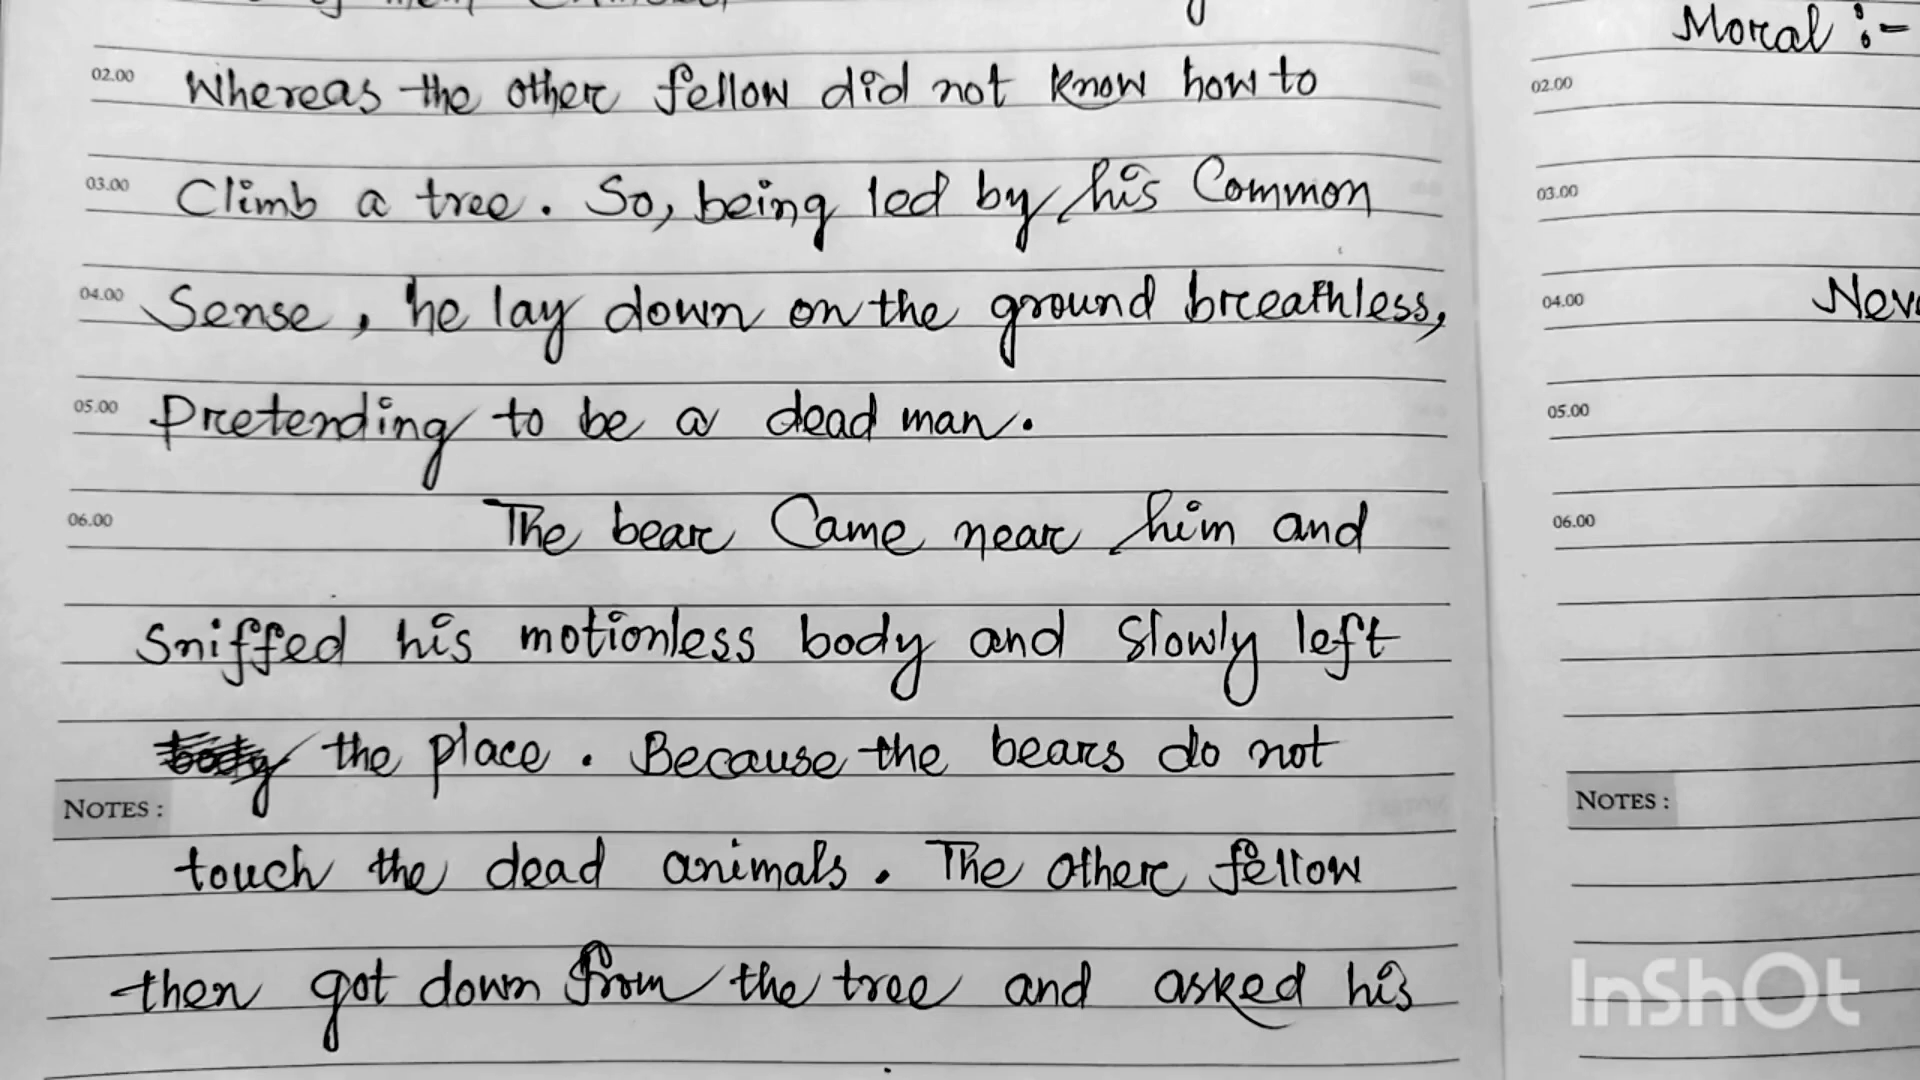 02.00 Whereas the other fellow did not know how to
03.00 Climb a tree. So, being led by his Common
04.00 Sense, he lay down on the ground breathless,
05.00 Pretending to be a dead man.
06.00 The bear Came near him and
Sniffed his motionless body and Slowly left
the place. Because the bears do not
NOTES:
touch the dead animals. The other fellow
then got down from the tree and asked his
Moral :-
02.00
03.00
04.00
05.00
06.00
NOTES:
InShOt